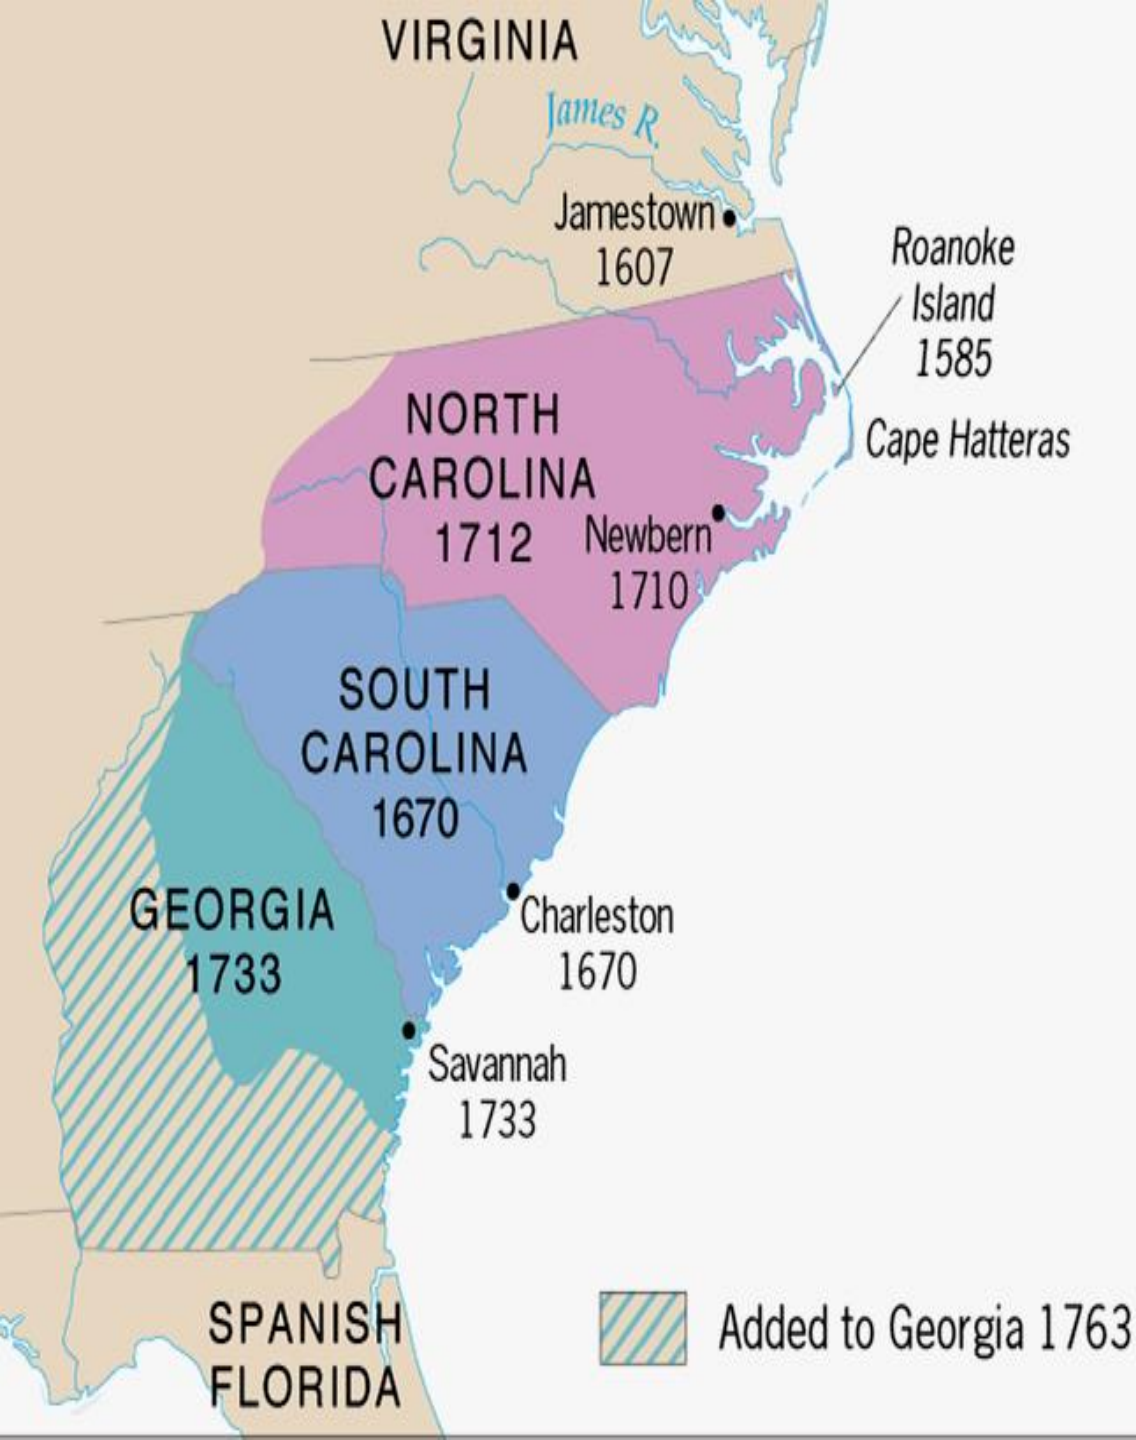 VIRGINIA
James R.
Jamestown
1607
Roanoke
Island
1585
Cape Hatteras
NORTH
CAROLINA
1712
Newbern
1710
SOUTH
CAROLINA
1670
GEORGIA
1733
Charleston
1670
Savannah
1733
SPANISH
FLORIDA
Added to Georgia 1763